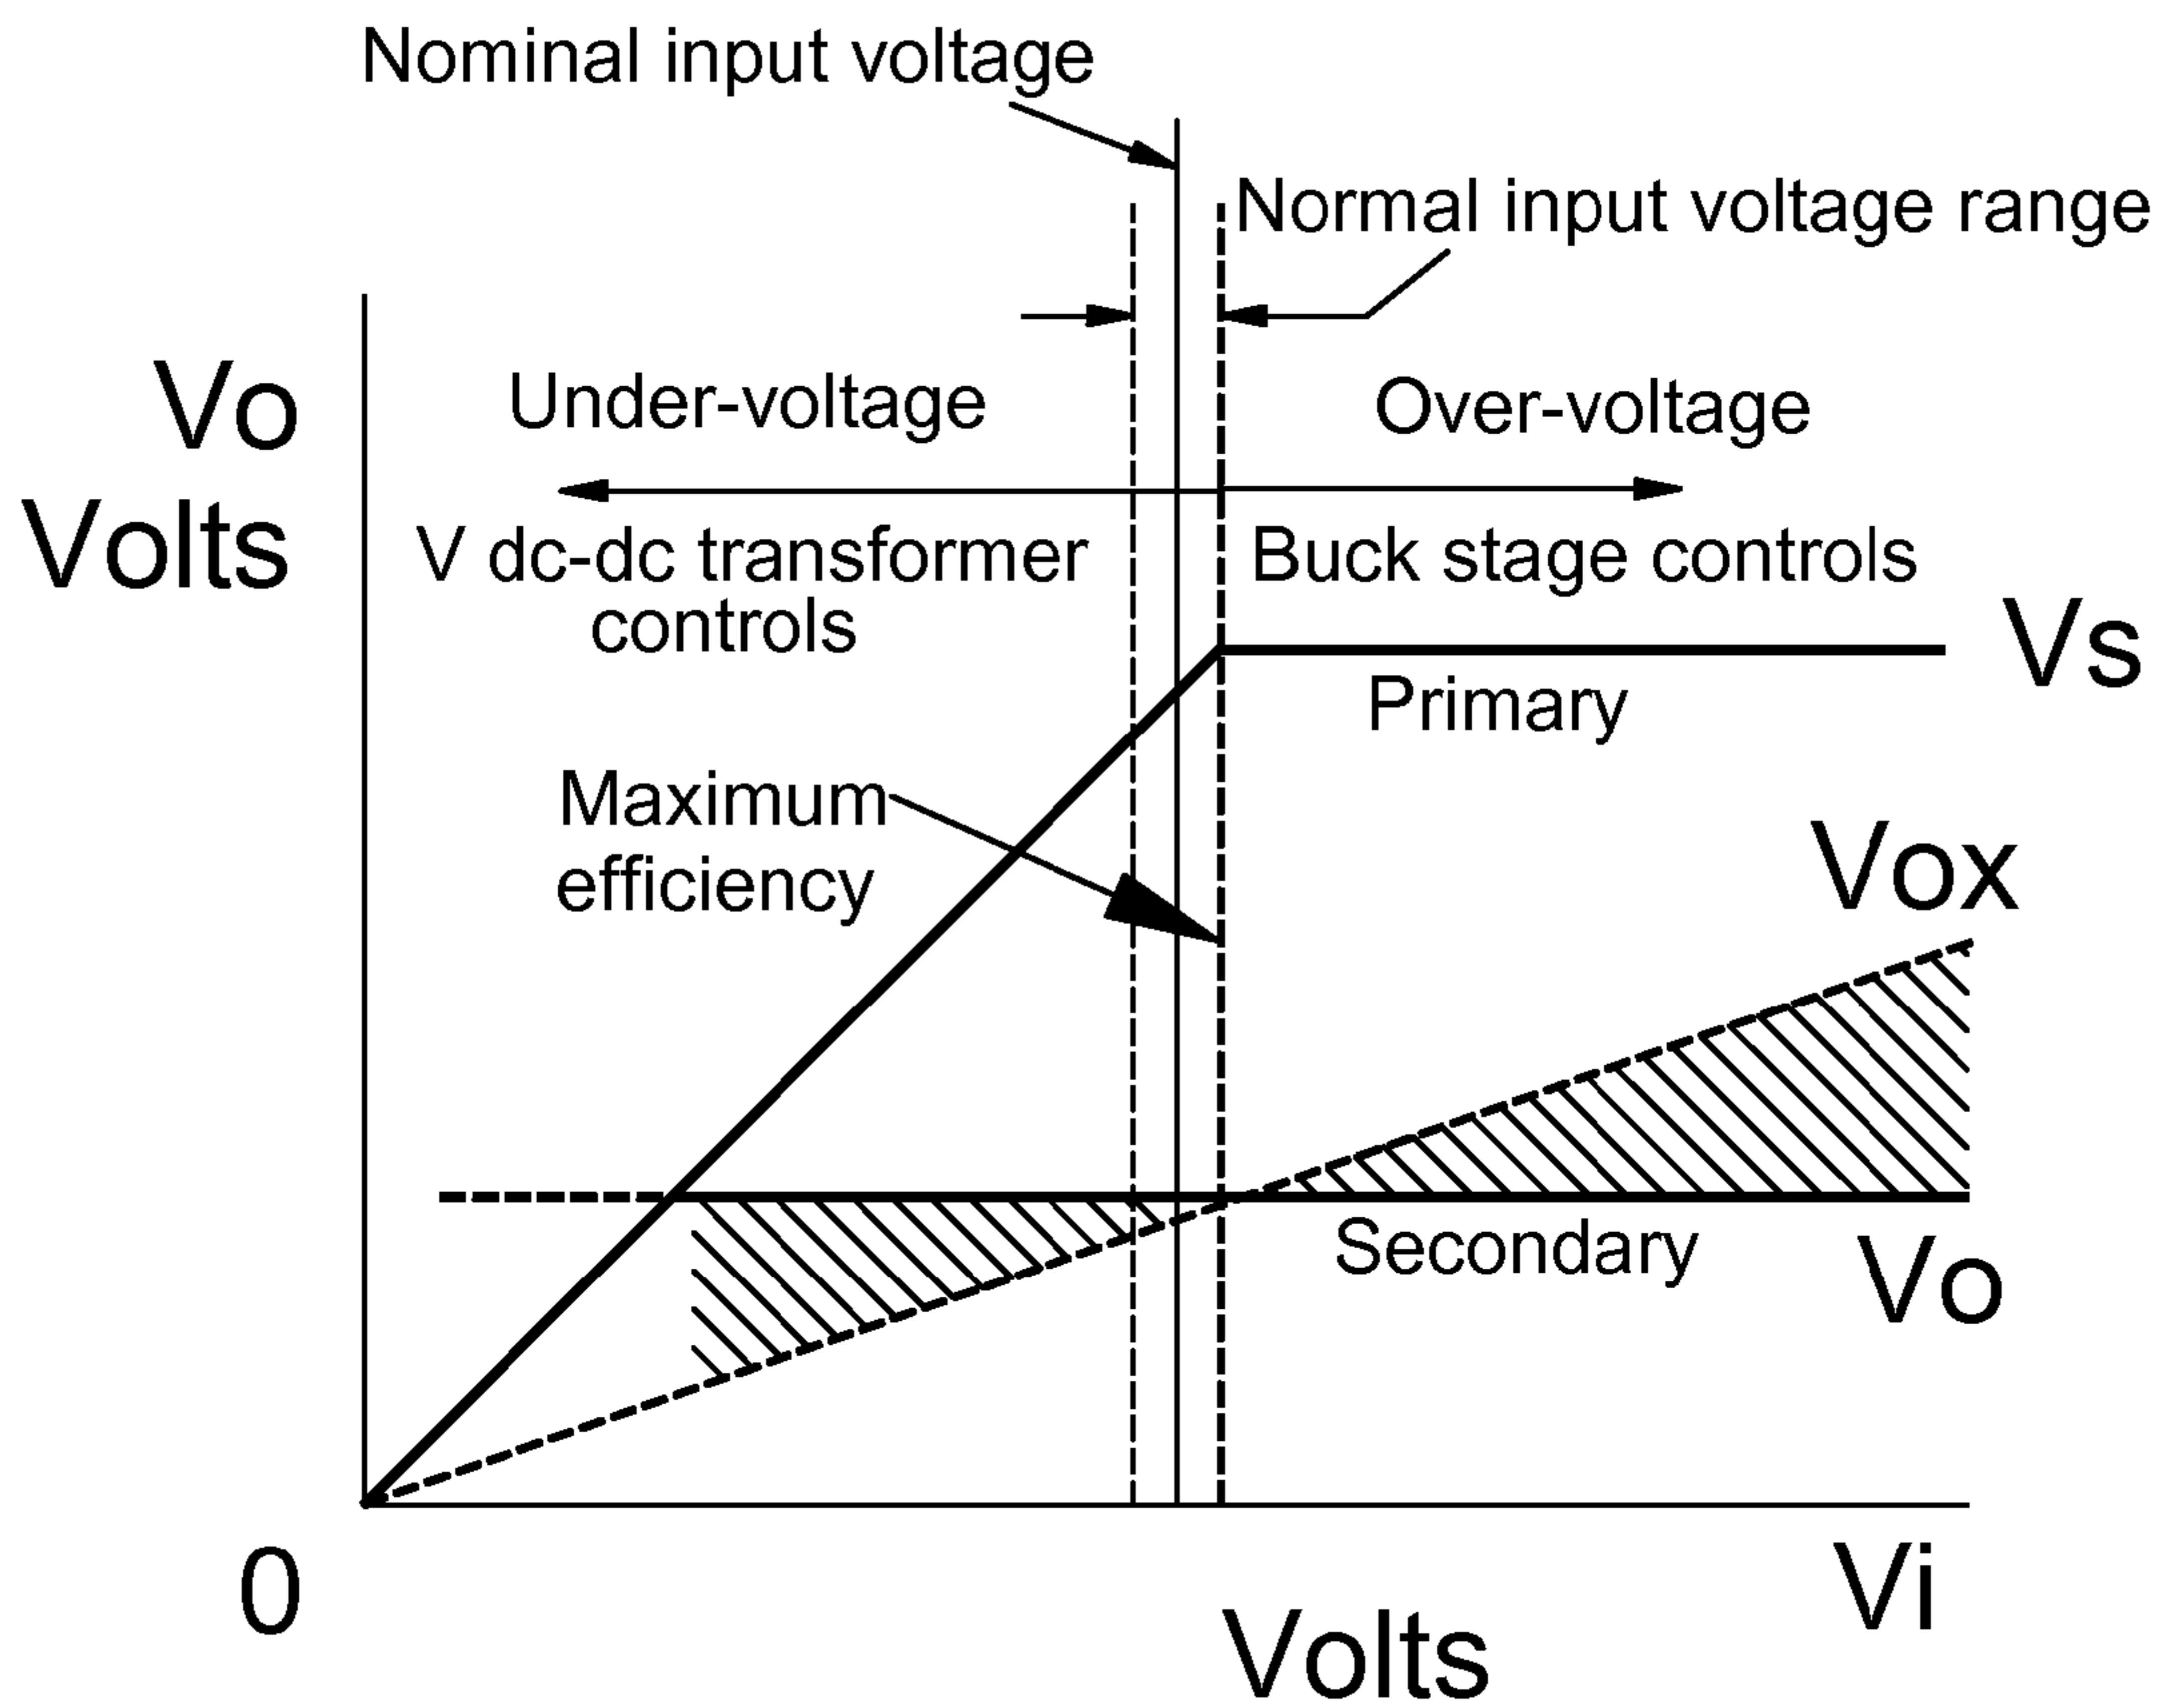 Nominal input voltage
Normal input voltage range
Vo
Volts
Under-voltage
Over-voltage
V dc-dc transformer
controls
Buck stage controls
Vs
Primary
Maximum
efficiency
Vox
Secondary
Vo
0
Vi
Volts